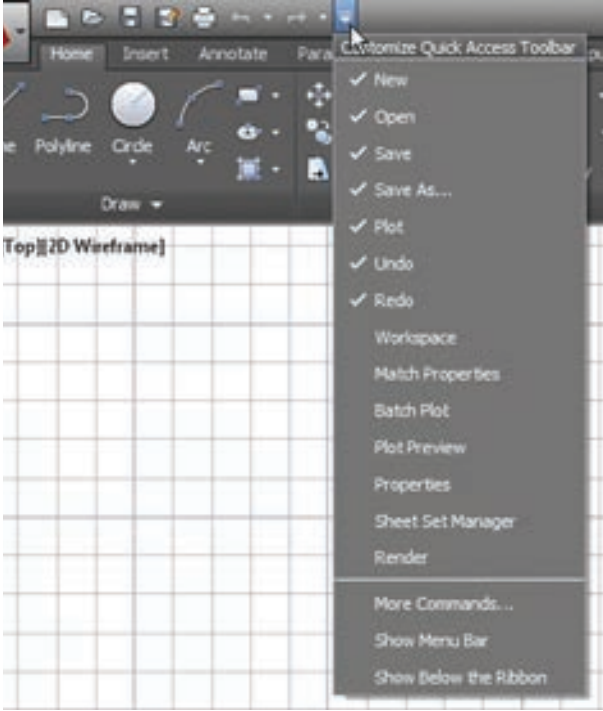 Customize Quick Access Toolbar
Home Insert Annotate Para
New
Open
Save
Polyline Circle Arc
Save As...
Draw
Plot
Top][2D Wireframe]
Undo
Redo
Workspace
Match Properties
Batch Plot
Plot Preview
Properties
Sheet Set Manager
Render
More Commands...
Show Menu Bar
Show Below the Ribbon